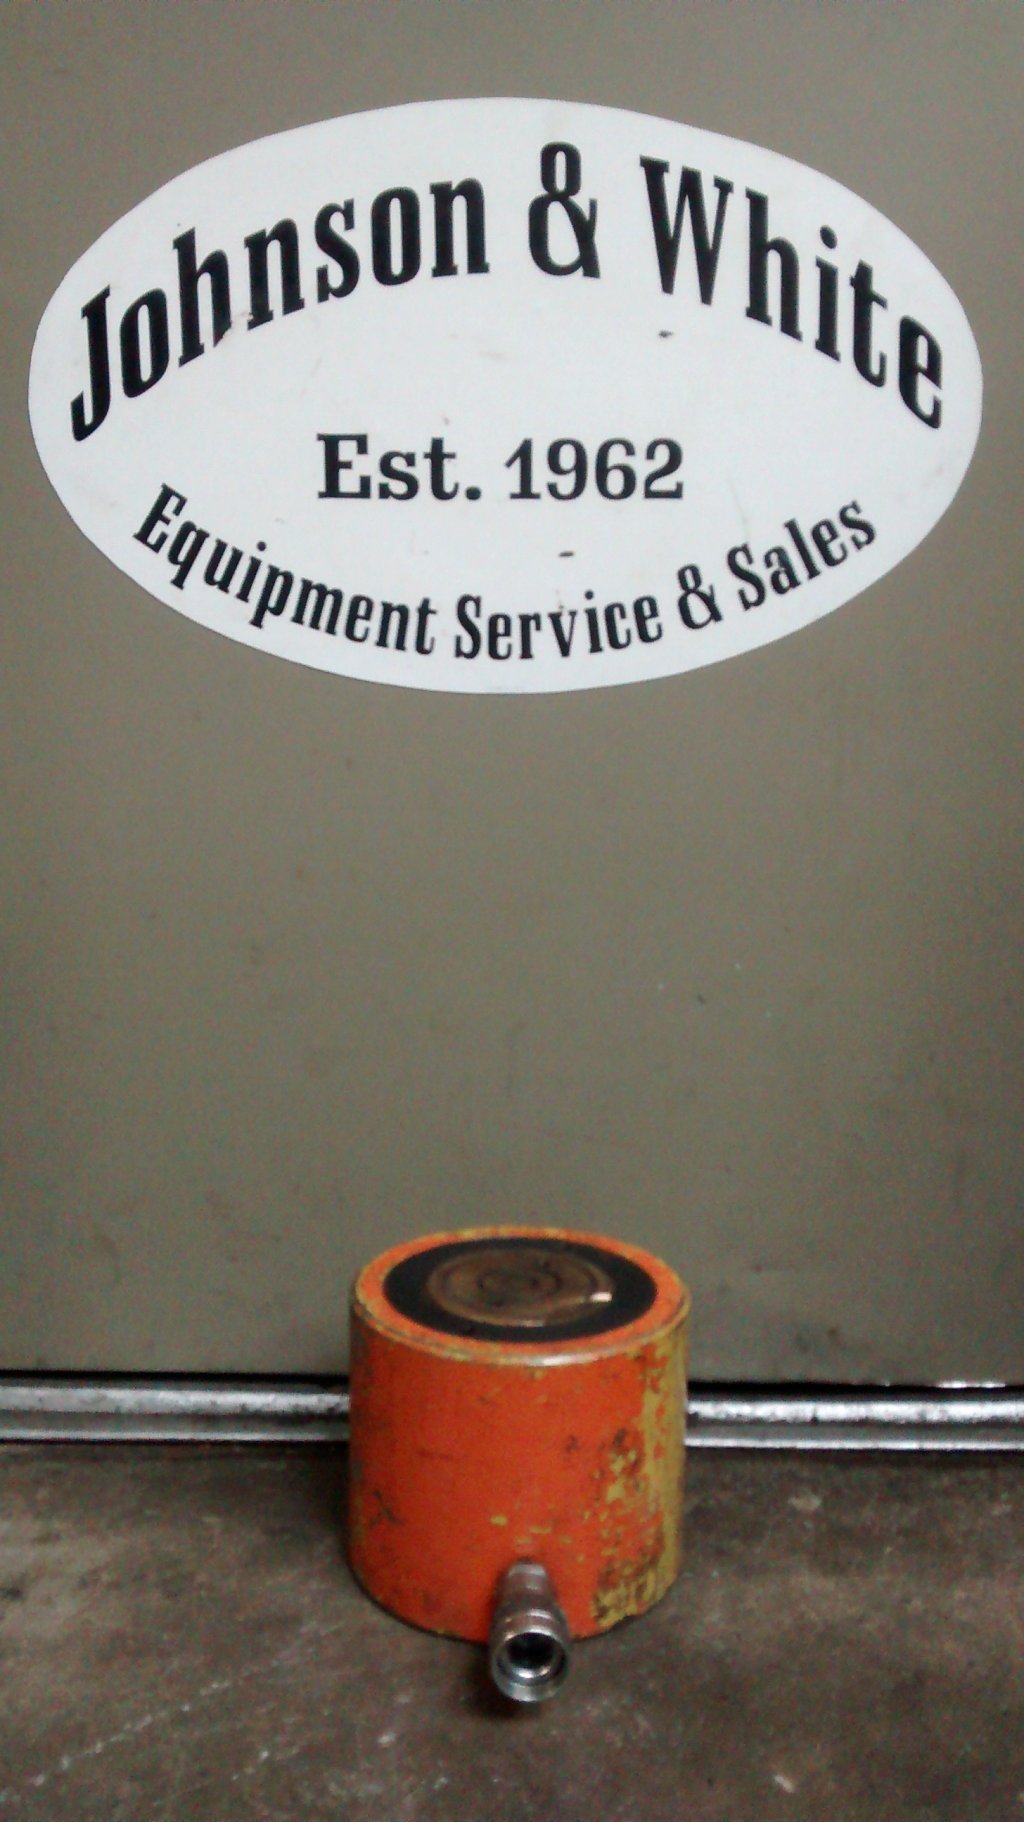 Johnson & White
Est. 1962
Equipment Service & Sales